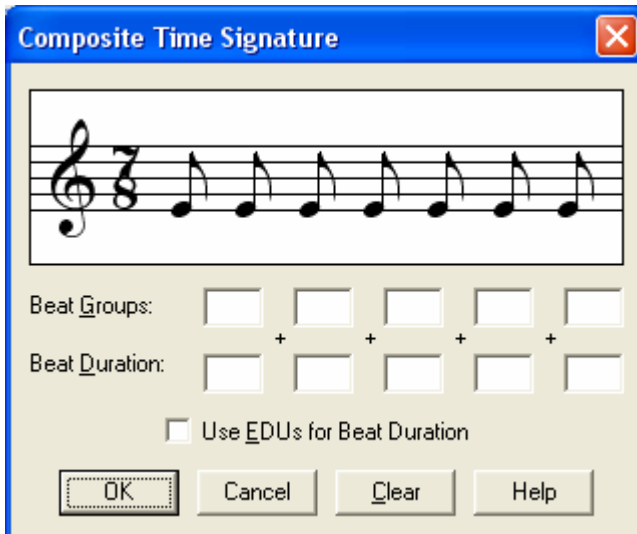 Composite Time Signature
7
8
Beat Groups:
+ + + +
Beat Duration:
Use EDUs for Beat Duration
OK Cancel Clear Help